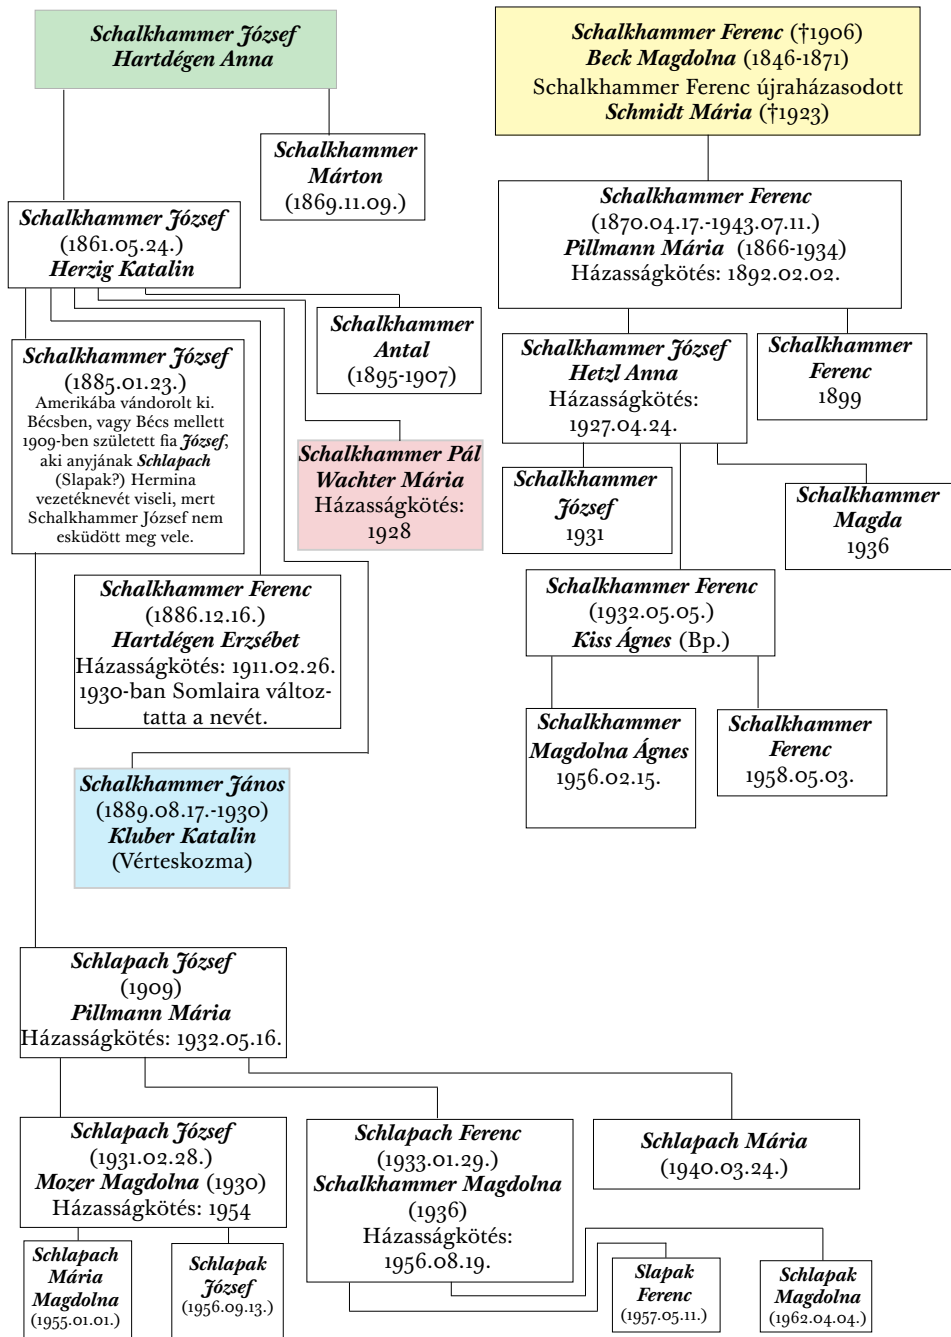 Schalkhammer József
Hartdégen Anna
Schalkhammer Ferenc (†1906)
Beck Magdolna (1846-1871)
Schalkhammer Ferenc újraházasodott
Schmidt Mária (†1923)
Schalkhammer
Márton
(1869.11.09.)
Schalkhammer József
(1861.05.24.)
Herzig Katalin
Schalkhammer Ferenc
(1870.04.17.-1943.07.11.)
Pillmann Mária (1866-1934)
Házasságkötés: 1892.02.02.
Schalkhammer József
(1885.01.23.)
Amerikába vándorolt ki.
Bécsben, vagy Bécs mellett
1909-ben született fia József,
aki anyjának Schlapach
(Slapak?) Hermina
vezetéknevét viseli, mert
Schalkhammer József nem
esküdött meg vele.
Schalkhammer
Antal
(1895-1907)
Schalkhammer Pál
Wachter Mária
Házasságkötés:
1928
Schalkhammer József
Hetzl Anna
Házasságkötés:
1927.04.24.
Schalkhammer
Ferenc
1899
Schalkhammer
József
1931
Schalkhammer
Magda
1936
Schalkhammer Ferenc
(1886.12.16.)
Hartdégen Erzsébet
Házasságkötés: 1911.02.26.
1930-ban Somlaira változ-
tatta a nevét.
Schalkhammer Ferenc
(1932.05.05.)
Kiss Ágnes (Bp.)
Schalkhammer
Magdolna Ágnes
1956.02.15.
Schalkhammer
Ferenc
1958.05.03.
Schalkhammer János
(1889.08.17.-1930)
Kluber Katalin
(Vérteskozma)
Schlapach József
(1909)
Pillmann Mária
Házasságkötés: 1932.05.16.
Schlapach József
(1931.02.28.)
Mozer Magdolna (1930)
Házasságkötés: 1954
Schlapach Ferenc
(1933.01.29.)
Schalkhammer Magdolna
(1936)
Házasságkötés:
1956.08.19.
Schlapach Mária
(1940.03.24.)
Schlapach
Mária
Magdolna
(1955.01.01.)
Schlapak
József
(1956.09.13.)
Slapak
Ferenc
(1957.05.11.)
Schlapak
Magdolna
(1962.04.04.)